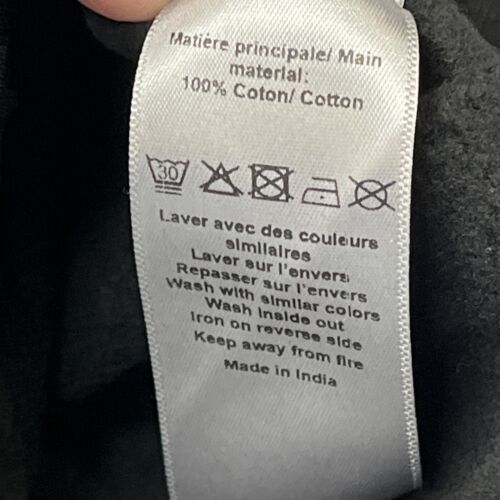 Matière principale/ Main
material:
100% Coton/ Cotton
30
Laver avec des couleurs
similaires
Laver sur l'envers
Repasser sur l'envers
Wash with similar colors
Wash inside out
Iron on reverse side
Keep away from fire
Made in India